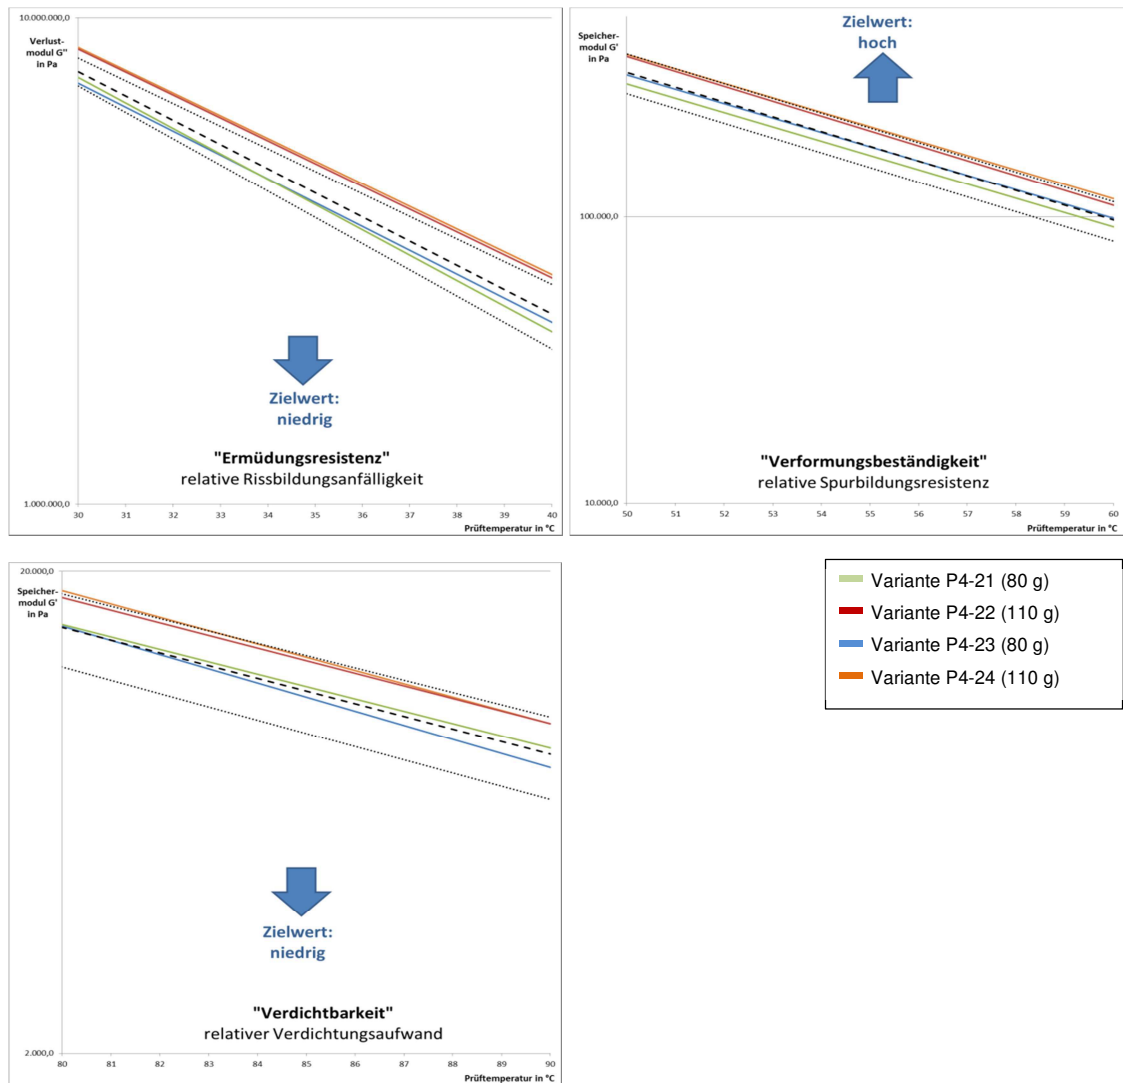 10.000.000,0
Verlust-
modul G''
in Pa
Zielwert:
niedrig
"Ermüdungsresistenz"
relative Rissbildungsanfälligkeit
1.000.000,0
30 31 32 33 34 35 36 37 38 39 40
Prüftemperatur in °C
Speicher-
modul G'
in Pa
Zielwert:
hoch
100.000,0
"Verformungsbeständigkeit"
relative Spurbildungsresistenz
10.000,0
50 51 52 53 54 55 56 57 58 59 60
Prüftemperatur in °C
20.000,0
Speicher-
modul G'
in Pa
Zielwert:
niedrig
"Verdichtbarkeit"
relativer Verdichtungsaufwand
2.000,0
80 81 82 83 84 85 86 87 88 89 90
Prüftemperatur in °C
Variante P4-21 (80 g)
Variante P4-22 (110 g)
Variante P4-23 (80 g)
Variante P4-24 (110 g)